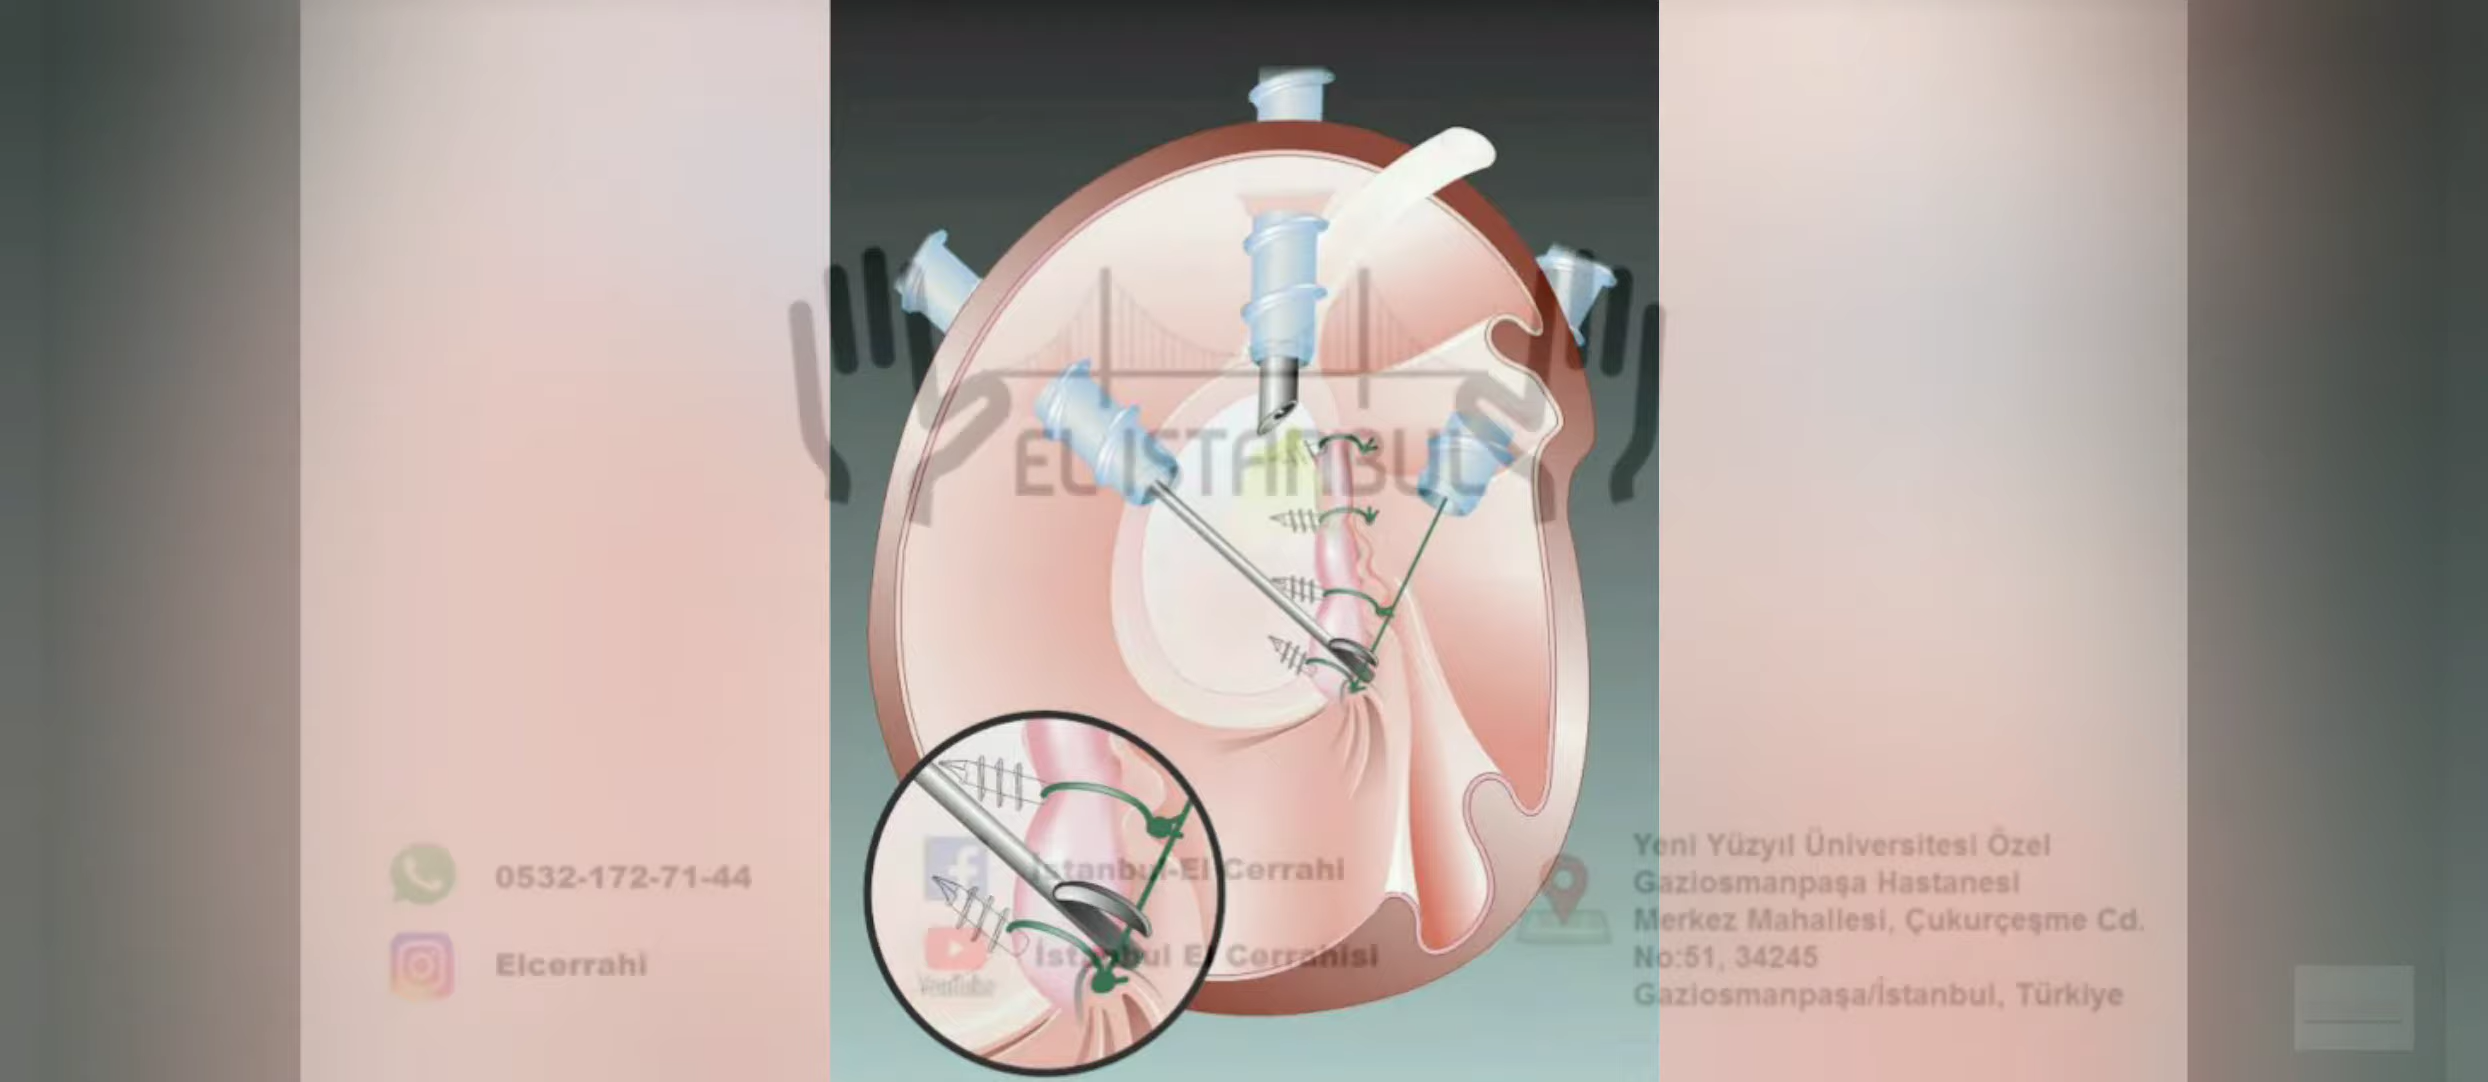 EL ISTANBUL
0532-172-71-44
Elcerrahi
İstanbul-El Cerrahi
YouTube
İstanbul El Cerrahisi
Yeni Yüzyıl Üniversitesi Özel
Gaziosmanpaşa Hastanesi
Merkez Mahallesi, Çukurçeşme Cd.
No:51, 34245
Gaziosmanpaşa/İstanbul, Türkiye